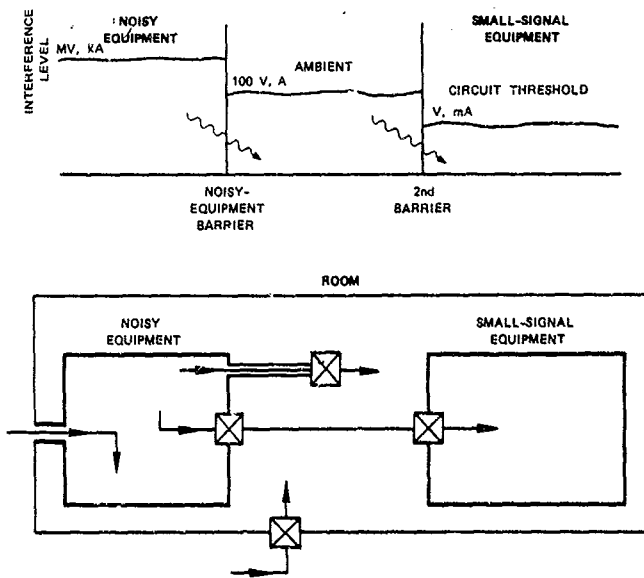 NOISY
EQUIPMENT
SMALL-SIGNAL
EQUIPMENT
INTERFERENCE
LEVEL
MV, kA
AMBIENT
100 V, A
CIRCUIT THRESHOLD
V, mA
NOISY-
EQUIPMENT
BARRIER
2nd
BARRIER
ROOM
NOISY
EQUIPMENT
SMALL-SIGNAL
EQUIPMENT